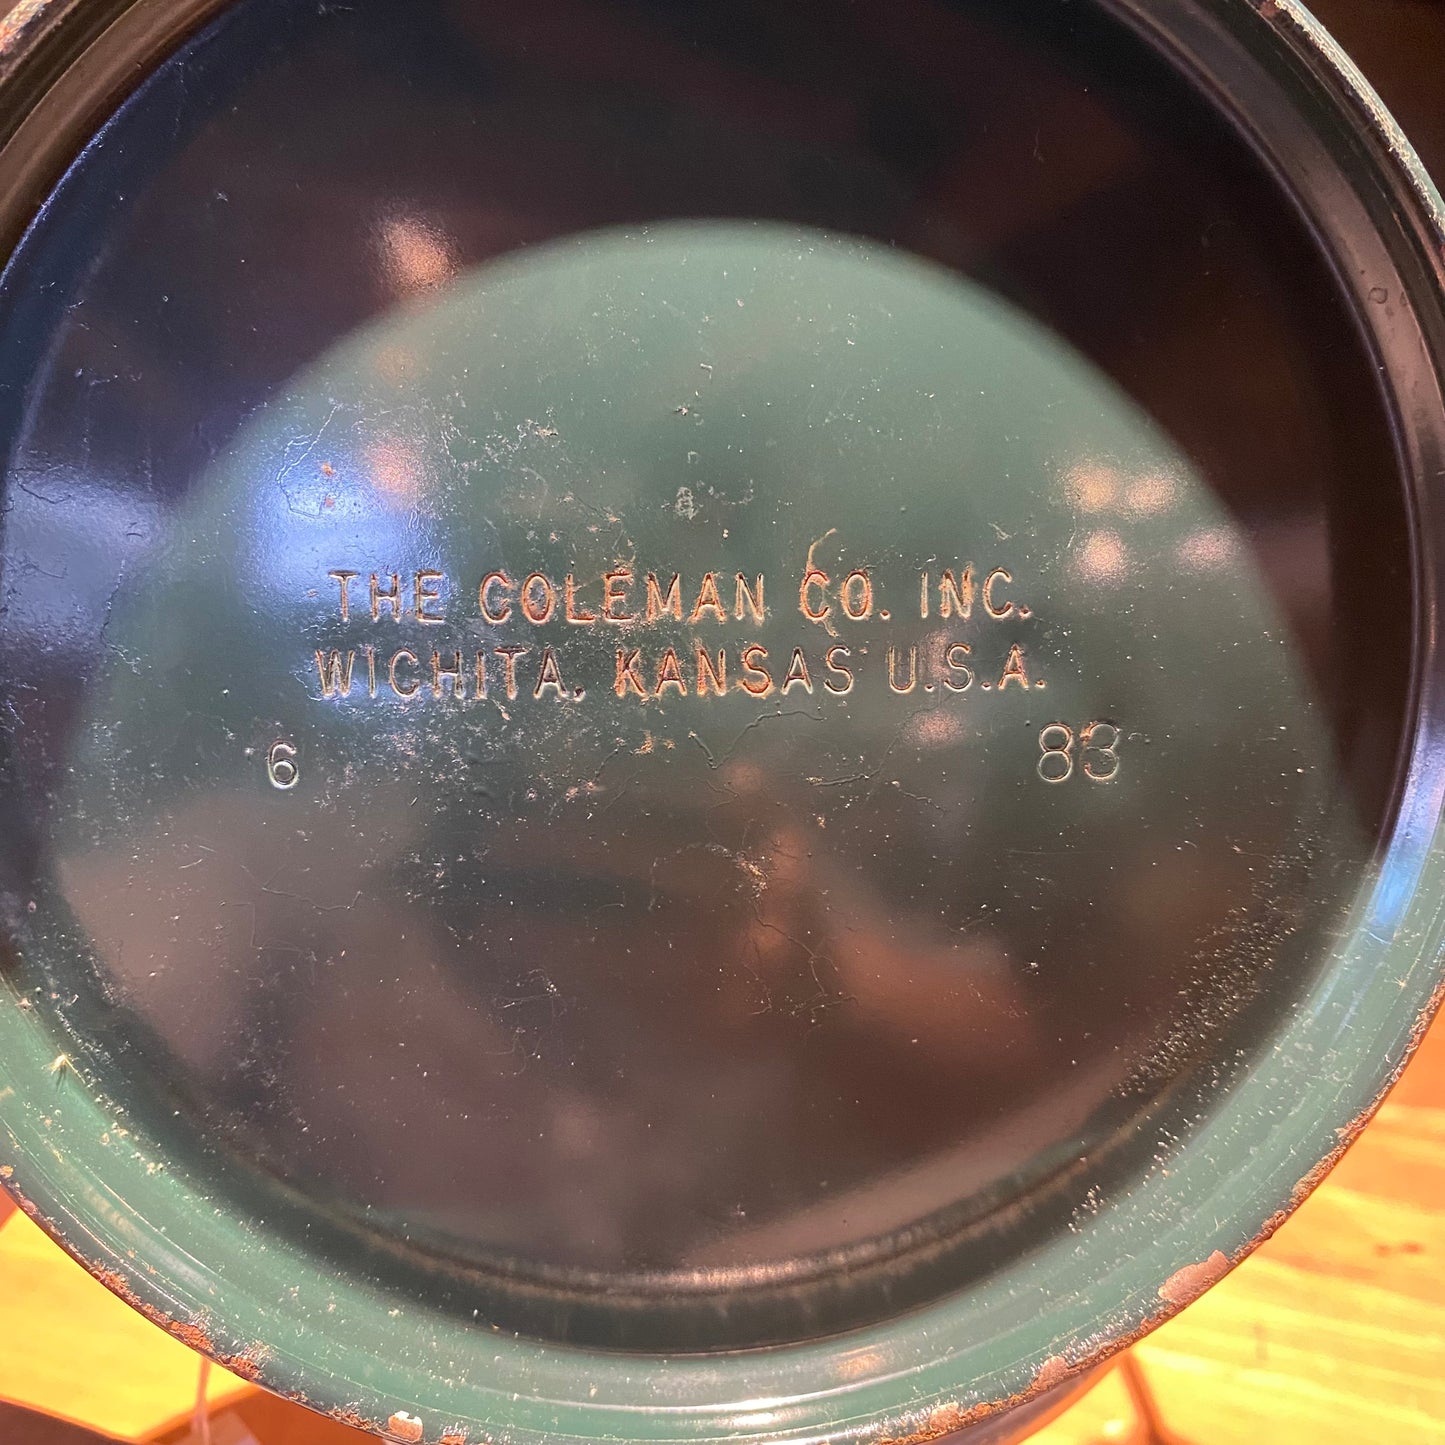 THE COLEMAN CO. INC.
WICHITA, KANSAS U.S.A.
6 83